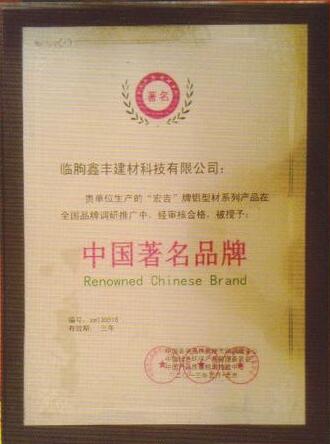 著名
临朐鑫丰建材科技有限公司：
贵单位生产的“宏吉”牌铝型材系列产品在
全国品牌调研推广中，经审核合格，被授予：
中国著名品牌
Renowned Chinese Brand
编号：
有效期：三年